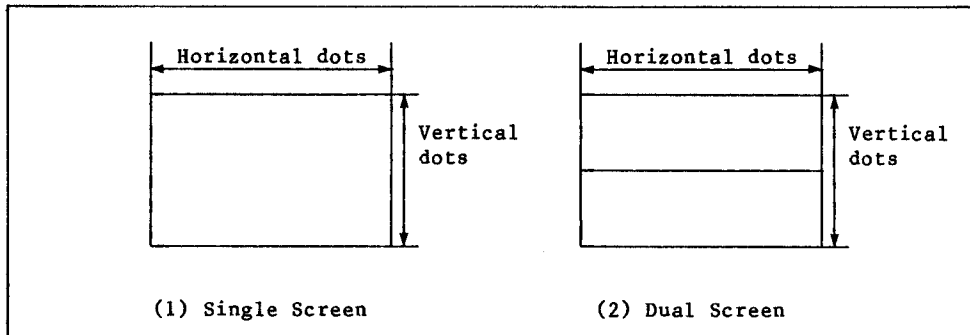 Horizontal dots
Vertical
dots
(1) Single Screen
Horizontal dots
Vertical
dots
(2) Dual Screen